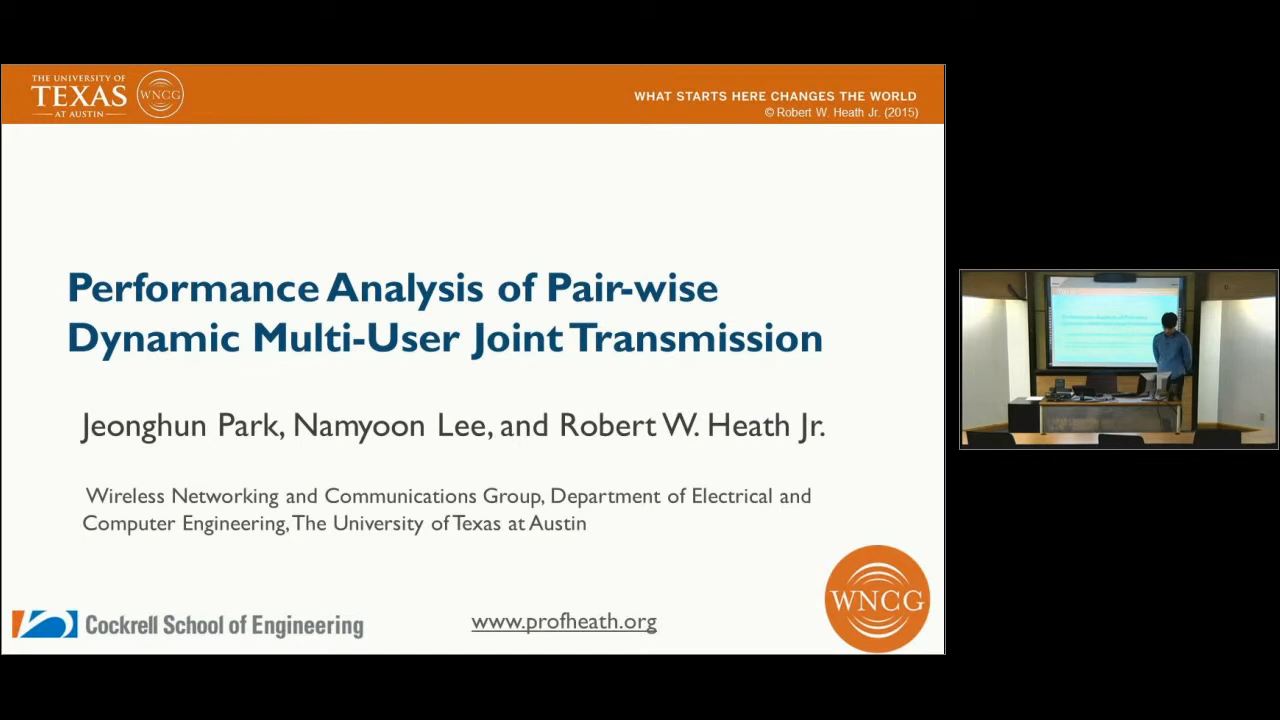 THE UNIVERSITY OF
TEXAS
AT AUSTIN
WNCG
WHAT STARTS HERE CHANGES THE WORLD
© Robert W. Heath Jr. (2015)
Performance Analysis of Pair-wise
Dynamic Multi-User Joint Transmission
Jeonghun Park, Namyoon Lee, and Robert W. Heath Jr.
Wireless Networking and Communications Group, Department of Electrical and
Computer Engineering, The University of Texas at Austin
WNCG
Cockrell School of Engineering
www.profheath.org